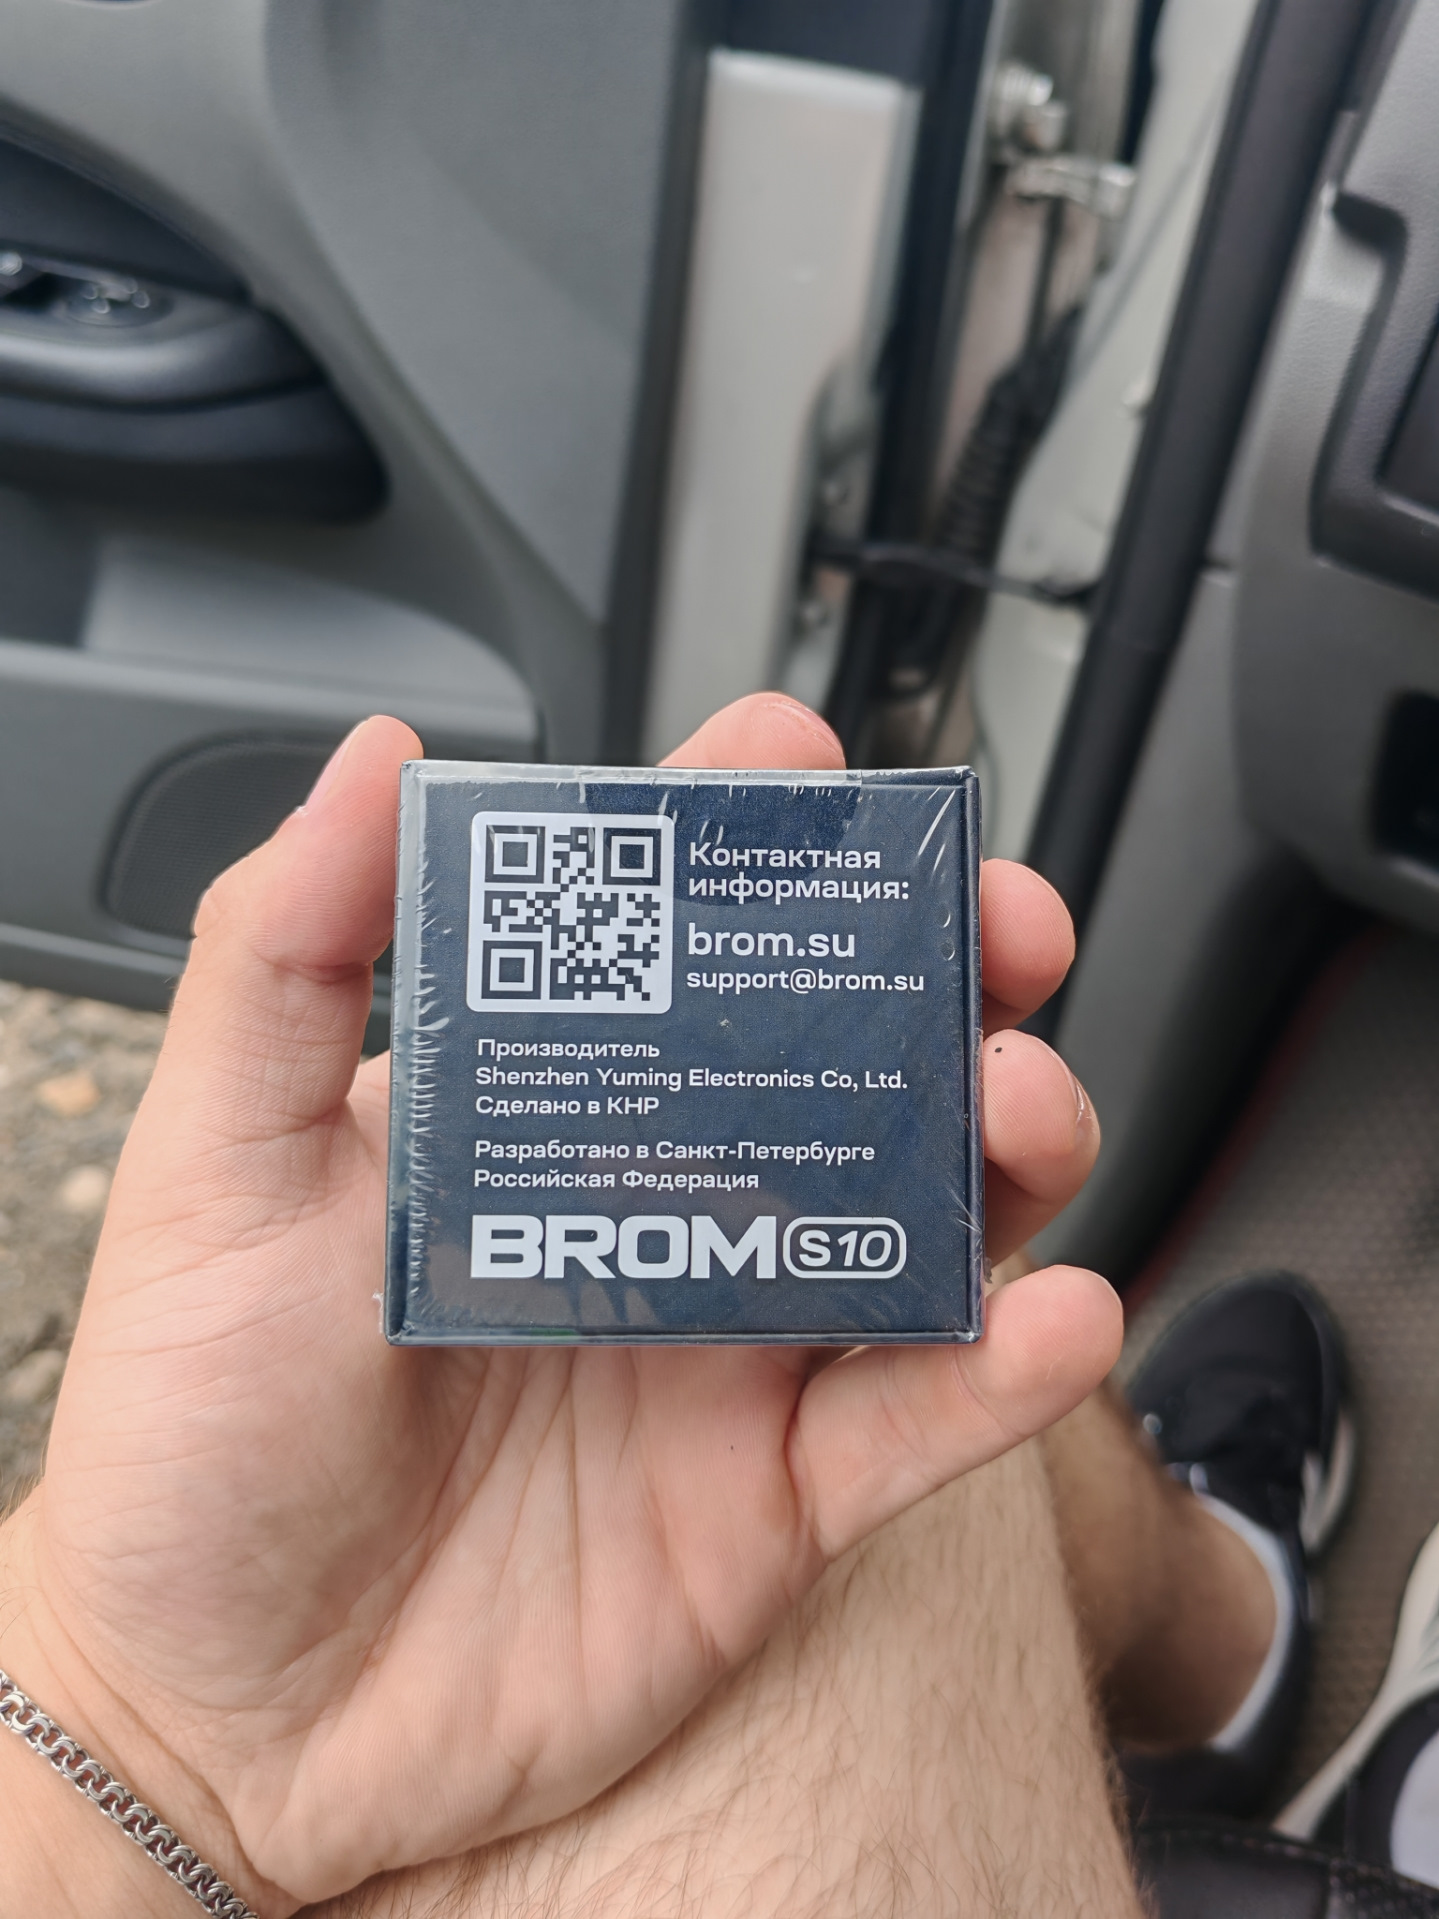 Контактная
информация:
brom.su
support@brom.su
Производитель
Shenzhen Yuming Electronics Co, Ltd.
Сделано в КНР
Разработано в Санкт-Петербурге
Российская Федерация
BROM S10